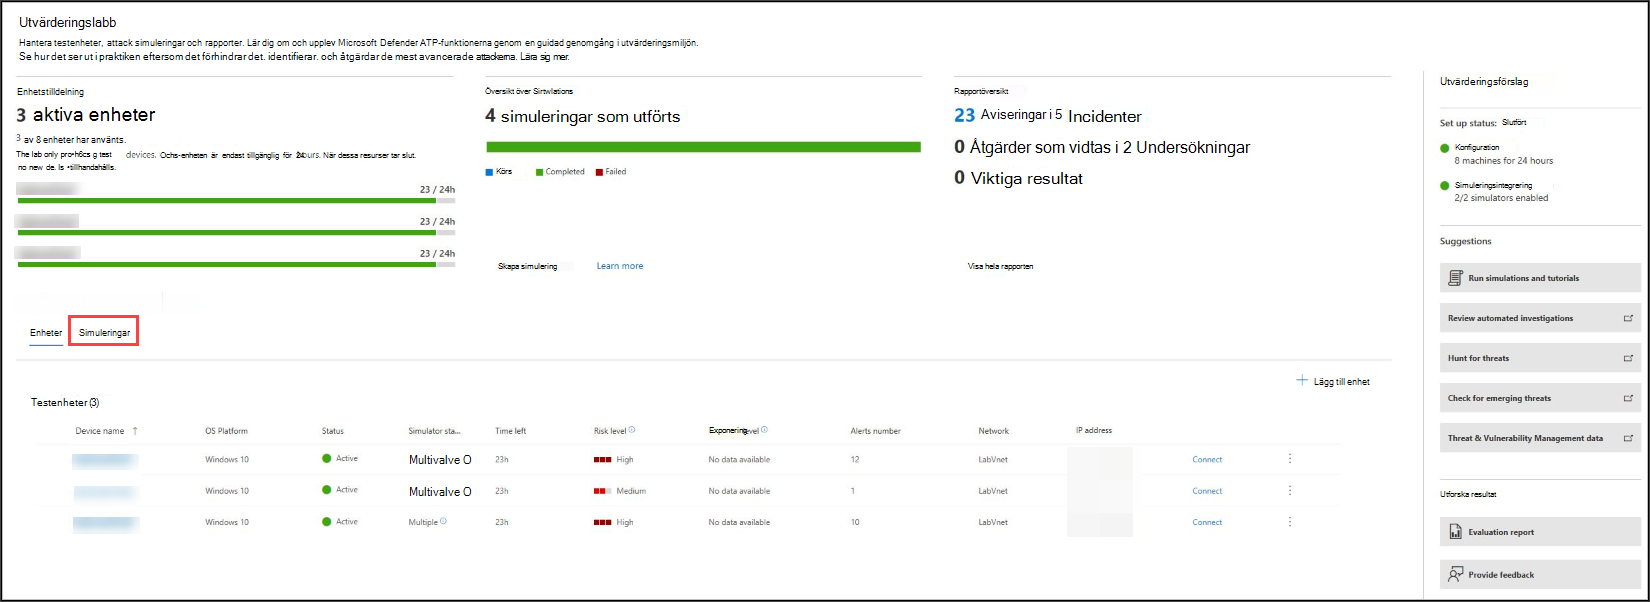 Utvärderingslabb
Hantera testenheter, attack simuleringar och rapporter. Lär dig om och upplev Microsoft Defender ATP-funktionerna genom en guidad genomgång i utvärderingsmiljön.
Se hur det ser ut i praktiken eftersom det förhindrar det. identifierar. och åtgärdar de mest avancerade attackerna. Lära sig mer.
Enhetstilldelning
3 aktiva enheter
3 av 8 enheter har använts.
The lab only test devices. Ochs-enheten är endast tillgänglig för När dessa resurser tar slut.
no new tillhandahålls.
23 / 24h
23 / 24h
23 / 24h
Översikt över Sirtwlations
4 simuleringar som utförts
Körs Completed Failed
Skapa simulering Learn more
Rapportöversikt
23 Aviseringar i 5 Incidenter
0 Åtgärder som vidtas i 2 Undersökningar
0 Viktiga resultat
Visa hela rapporten
Enheter Simuleringar
Lägg till enhet
Testenheter (3)
Device name ↑ OS Platform Status Simulator sta... Time left Risk level Exponering Alerts number Network IP address
Windows 10 Active Multivalve O 23h High No data available 12 LabVnet Connect
Windows 10 Active Multivalve O 23h Medium No data available 1 LabVnet Connect
Windows 10 Active Multiple 23h High No data available 10 LabVnet Connect
Utvärderingsförslag
Set up status: Slutfört
Konfiguration
8 machines for 24 hours
Simuleringsintegrering
2/2 simulators enabled
Suggestions
Run simulations and tutorials
Review automated investigations
Hunt for threats
Check for emerging threats
Threat & Vulnerability Management data
Utforska resultat
Evaluation report
Provide feedback